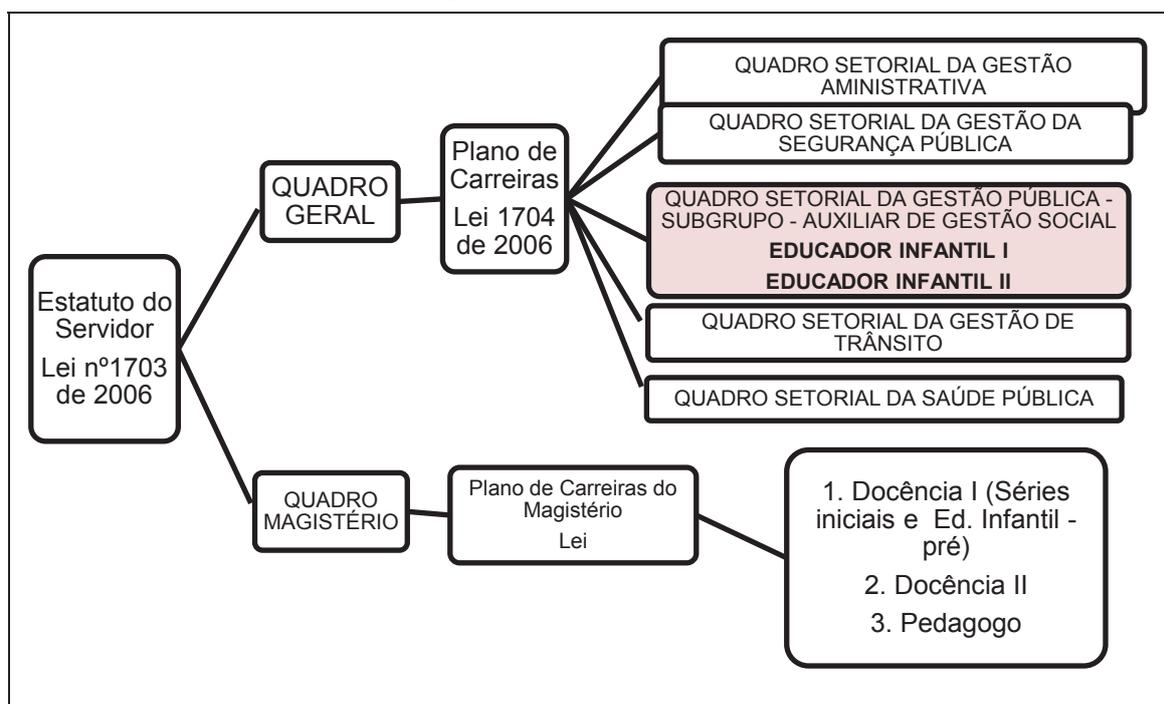 Estatuto do
Servidor
Lei nº1703
de 2006
QUADRO
GERAL
Plano de
Carreiras
Lei 1704
de 2006
QUADRO SETORIAL DA GESTÃO
AMINISTRATIVA
QUADRO SETORIAL DA GESTÃO DA
SEGURANÇA PÚBLICA
QUADRO SETORIAL DA GESTÃO PÚBLICA -
SUBGRUPO - AUXILIAR DE GESTÃO SOCIAL
EDUCADOR INFANTIL I
EDUCADOR INFANTIL II
QUADRO SETORIAL DA GESTÃO DE
TRÂNSITO
QUADRO SETORIAL DA SAÚDE PÚBLICA
QUADRO
MAGISTÉRIO
Plano de Carreiras do
Magistério
Lei
1. Docência I (Séries
iniciais e Ed. Infantil -
pré)
2. Docência II
3. Pedagogo